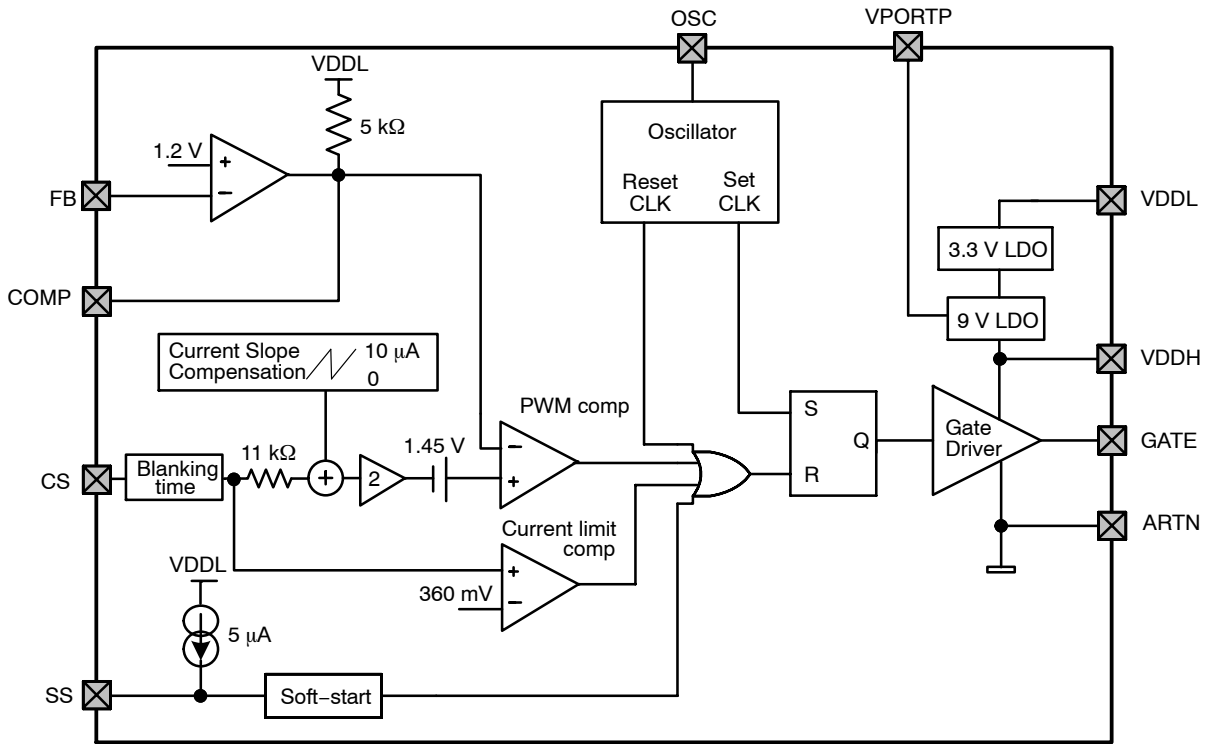 OSC
VPORTP
VDDL
5 kΩ
1.2 V
+
−
FB
COMP
Oscillator
Reset
CLK
Set
CLK
VDDL
3.3 V LDO
9 V LDO
VDDH
Current Slope
Compensation
10 μA
0
PWM comp
1.45 V
11 kΩ
CS
Blanking
time
+
2
−
+
S
R
Q
Gate
Driver
GATE
ARTN
Current limit
comp
+
−
360 mV
VDDL
5 μA
SS
Soft−start